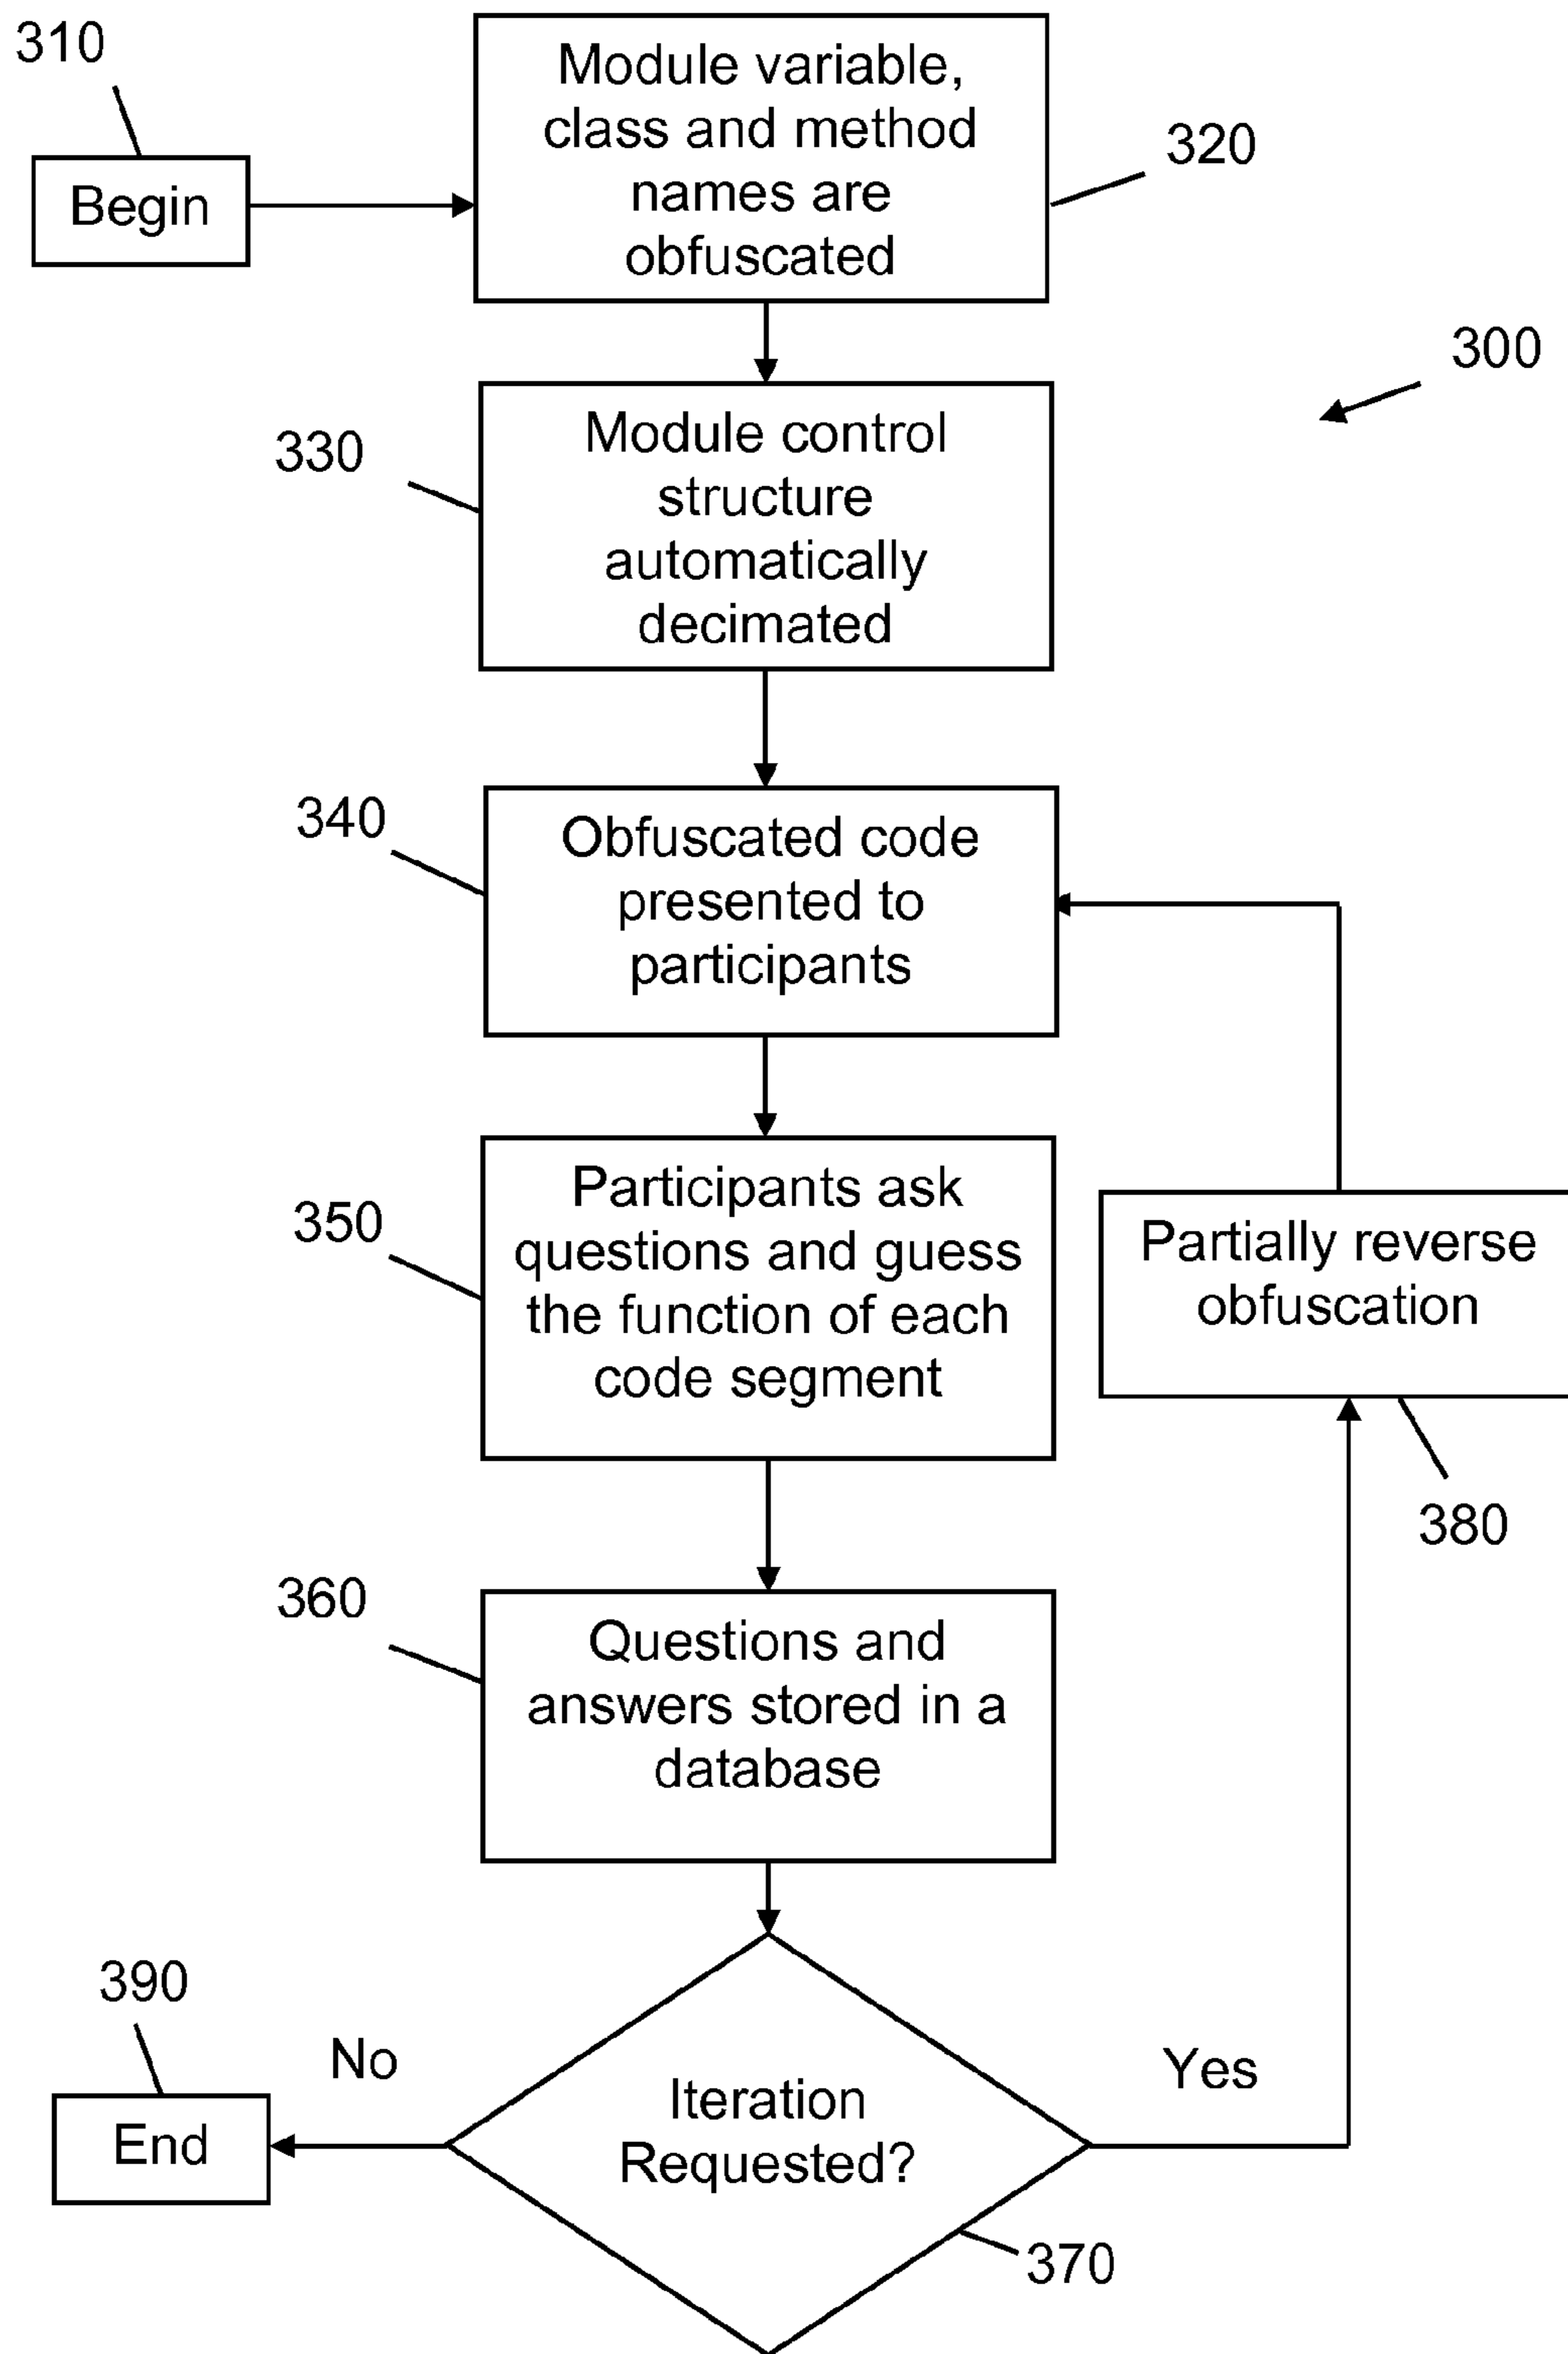 310
Begin
Module variable,
class and method
names are
obfuscated
320
300
330
Module control
structure
automatically
decimated
340
Obfuscated code
presented to
participants
350
Participants ask
questions and guess
the function of each
code segment
Partially reverse
obfuscation
380
360
Questions and
answers stored in a
database
390
No
End
Iteration
Requested?
Yes
370